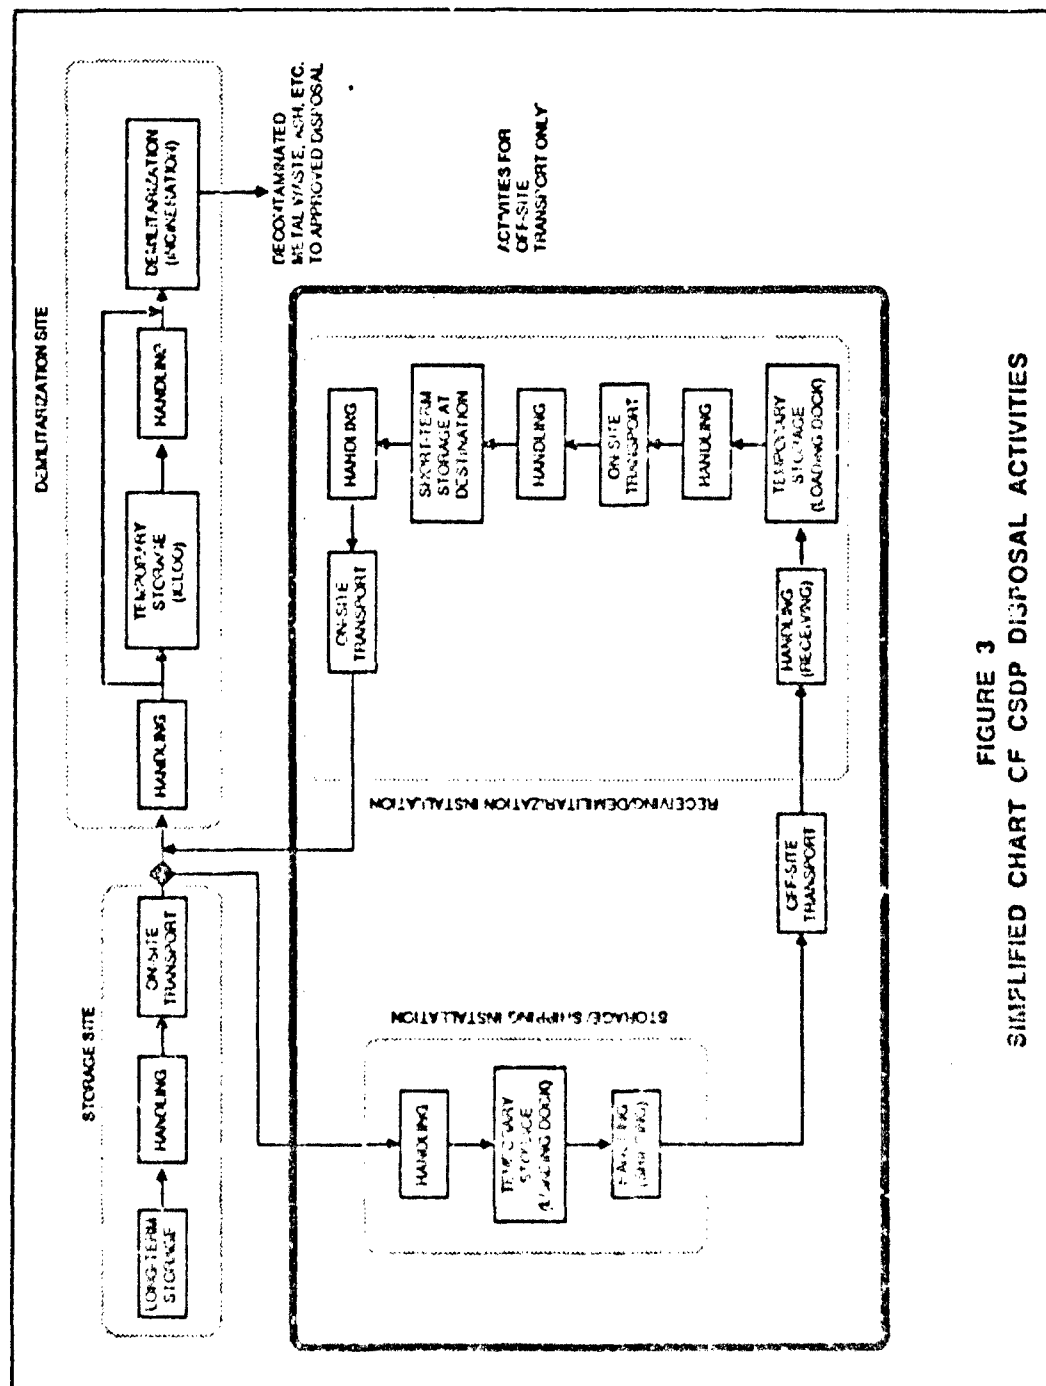 STORAGE SITE
LONG-TERM
STORAGE
HANDLING
ON-SITE
TRANSPORT
DEMILITARIZATION SITE
HANDLING
TEMPORARY
STORAGE
(IGLOO)
HANDLING
DEMILITARIZATION
(INCINERATION)
DECONTAMINATED
METAL WASTE, ASH, ETC.
TO APPROVED DISPOSAL
STORAGE/SHIPPING INSTALLATION
HANDLING
TEMPORARY
STORAGE
(LOADING DOCK)
HANDLING
(SHIPPING)
OFF-SITE
TRANSPORT
RECEIVING/DEMILITARIZATION INSTALLATION
HANDLING
(RECEIVING)
TEMPORARY
STORAGE
(LOADING DOCK)
HANDLING
ON-SITE
TRANSPORT
HANDLING
SHORT-TERM
STORAGE AT
DESTINATION
HANDLING
ON-SITE
TRANSPORT
ACTIVITIES FOR
OFF-SITE
TRANSPORT ONLY
FIGURE 3
SIMPLIFIED CHART OF CSDP DISPOSAL ACTIVITIES